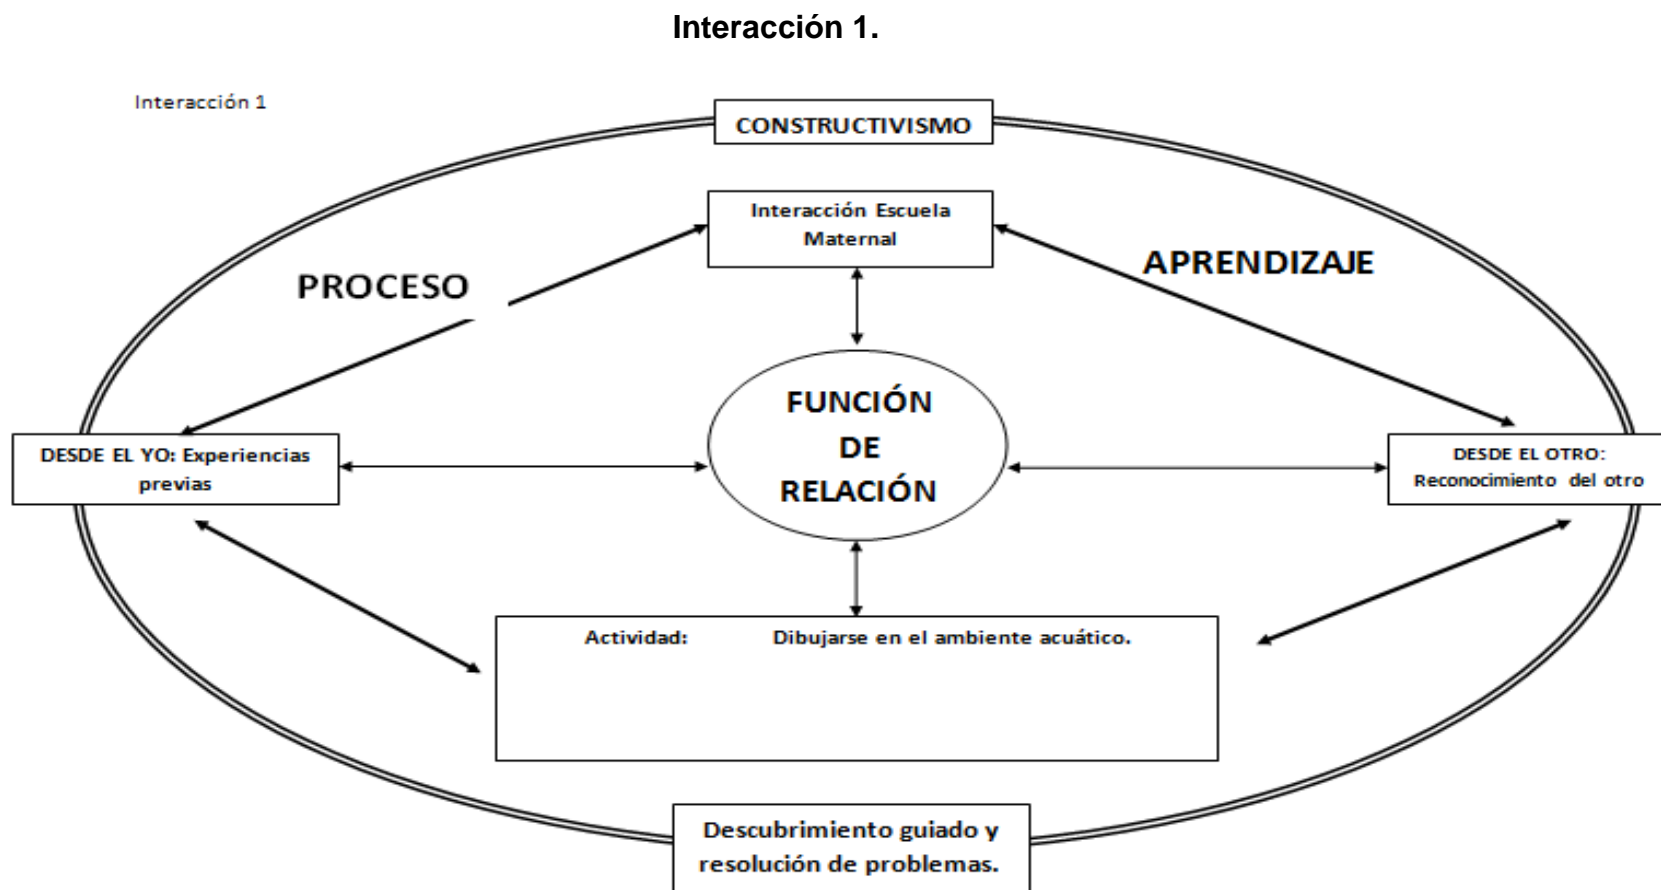 Interacción 1.
Interacción 1
CONSTRUCTIVISMO
Interacción Escuela
Maternal
PROCESO
APRENDIZAJE
FUNCIÓN
DE
RELACIÓN
DESDE EL YO: Experiencias
previas
DESDE EL OTRO:
Reconocimiento del otro
Actividad: Dibujarse en el ambiente acuático.
Descubrimiento guiado y
resolución de problemas.